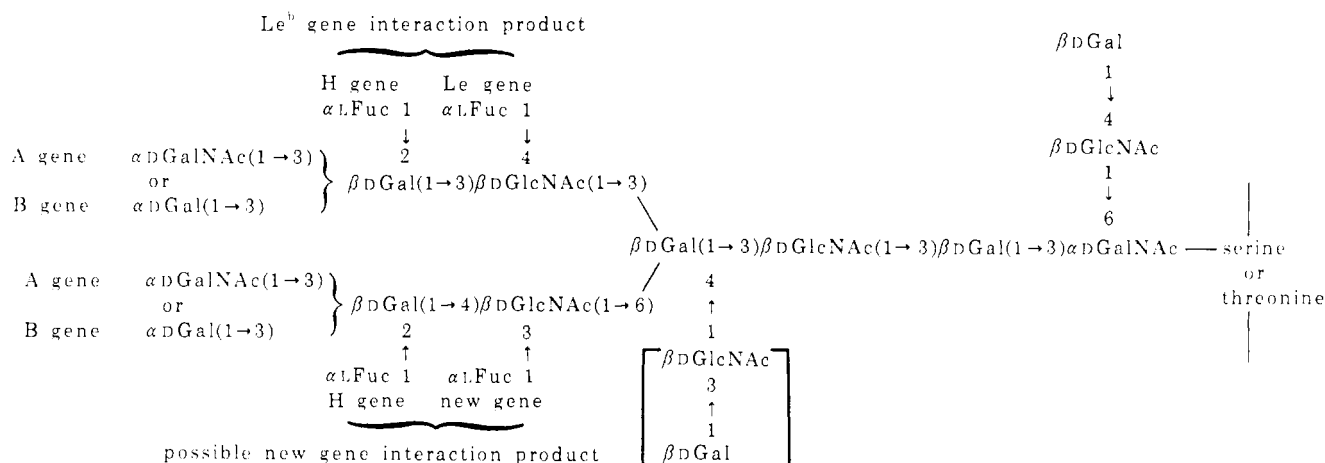 Leᵇ gene interaction product
βDGal
1
↓
4
βDGlcNAc
1
↓
6
H gene Le gene
αLFuc 1 αLFuc 1
↓ ↓
2 4
A gene αDGalNAc(1→3)
or
B gene αDGal(1→3)
βDGal(1→3)βDGlcNAc(1→3)
βDGal(1→3)βDGlcNAc(1→3)βDGal(1→3)αDGalNAc
serine
or
threonine
A gene αDGalNAc(1→3)
or
B gene αDGal(1→3)
βDGal(1→4)βDGlcNAc(1→6)
2 3
↑ ↑
αLFuc 1 αLFuc 1
H gene new gene
possible new gene interaction product
4
↑
1
βDGlcNAc
3
↑
1
βDGal